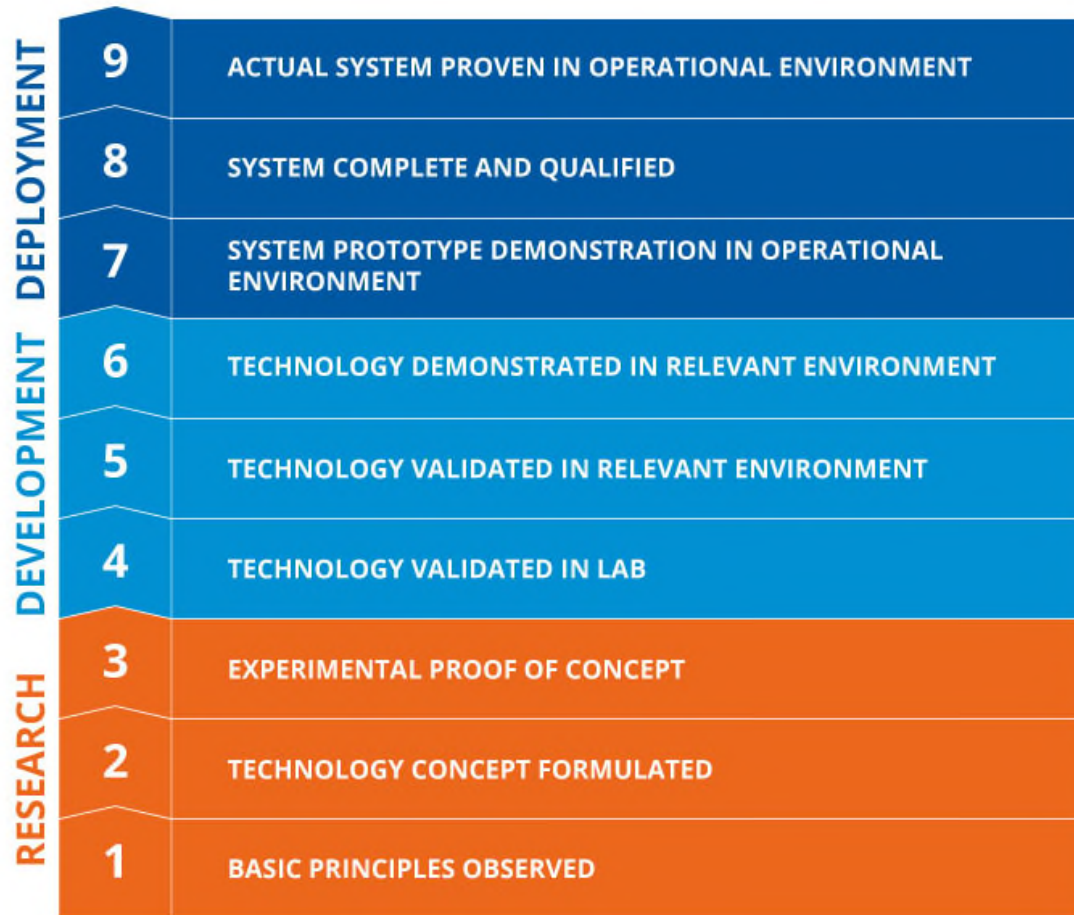 DEPLOYMENT
9
ACTUAL SYSTEM PROVEN IN OPERATIONAL ENVIRONMENT
8
SYSTEM COMPLETE AND QUALIFIED
7
SYSTEM PROTOTYPE DEMONSTRATION IN OPERATIONAL
ENVIRONMENT
DEVELOPMENT
6
TECHNOLOGY DEMONSTRATED IN RELEVANT ENVIRONMENT
5
TECHNOLOGY VALIDATED IN RELEVANT ENVIRONMENT
4
TECHNOLOGY VALIDATED IN LAB
RESEARCH
3
EXPERIMENTAL PROOF OF CONCEPT
2
TECHNOLOGY CONCEPT FORMULATED
1
BASIC PRINCIPLES OBSERVED